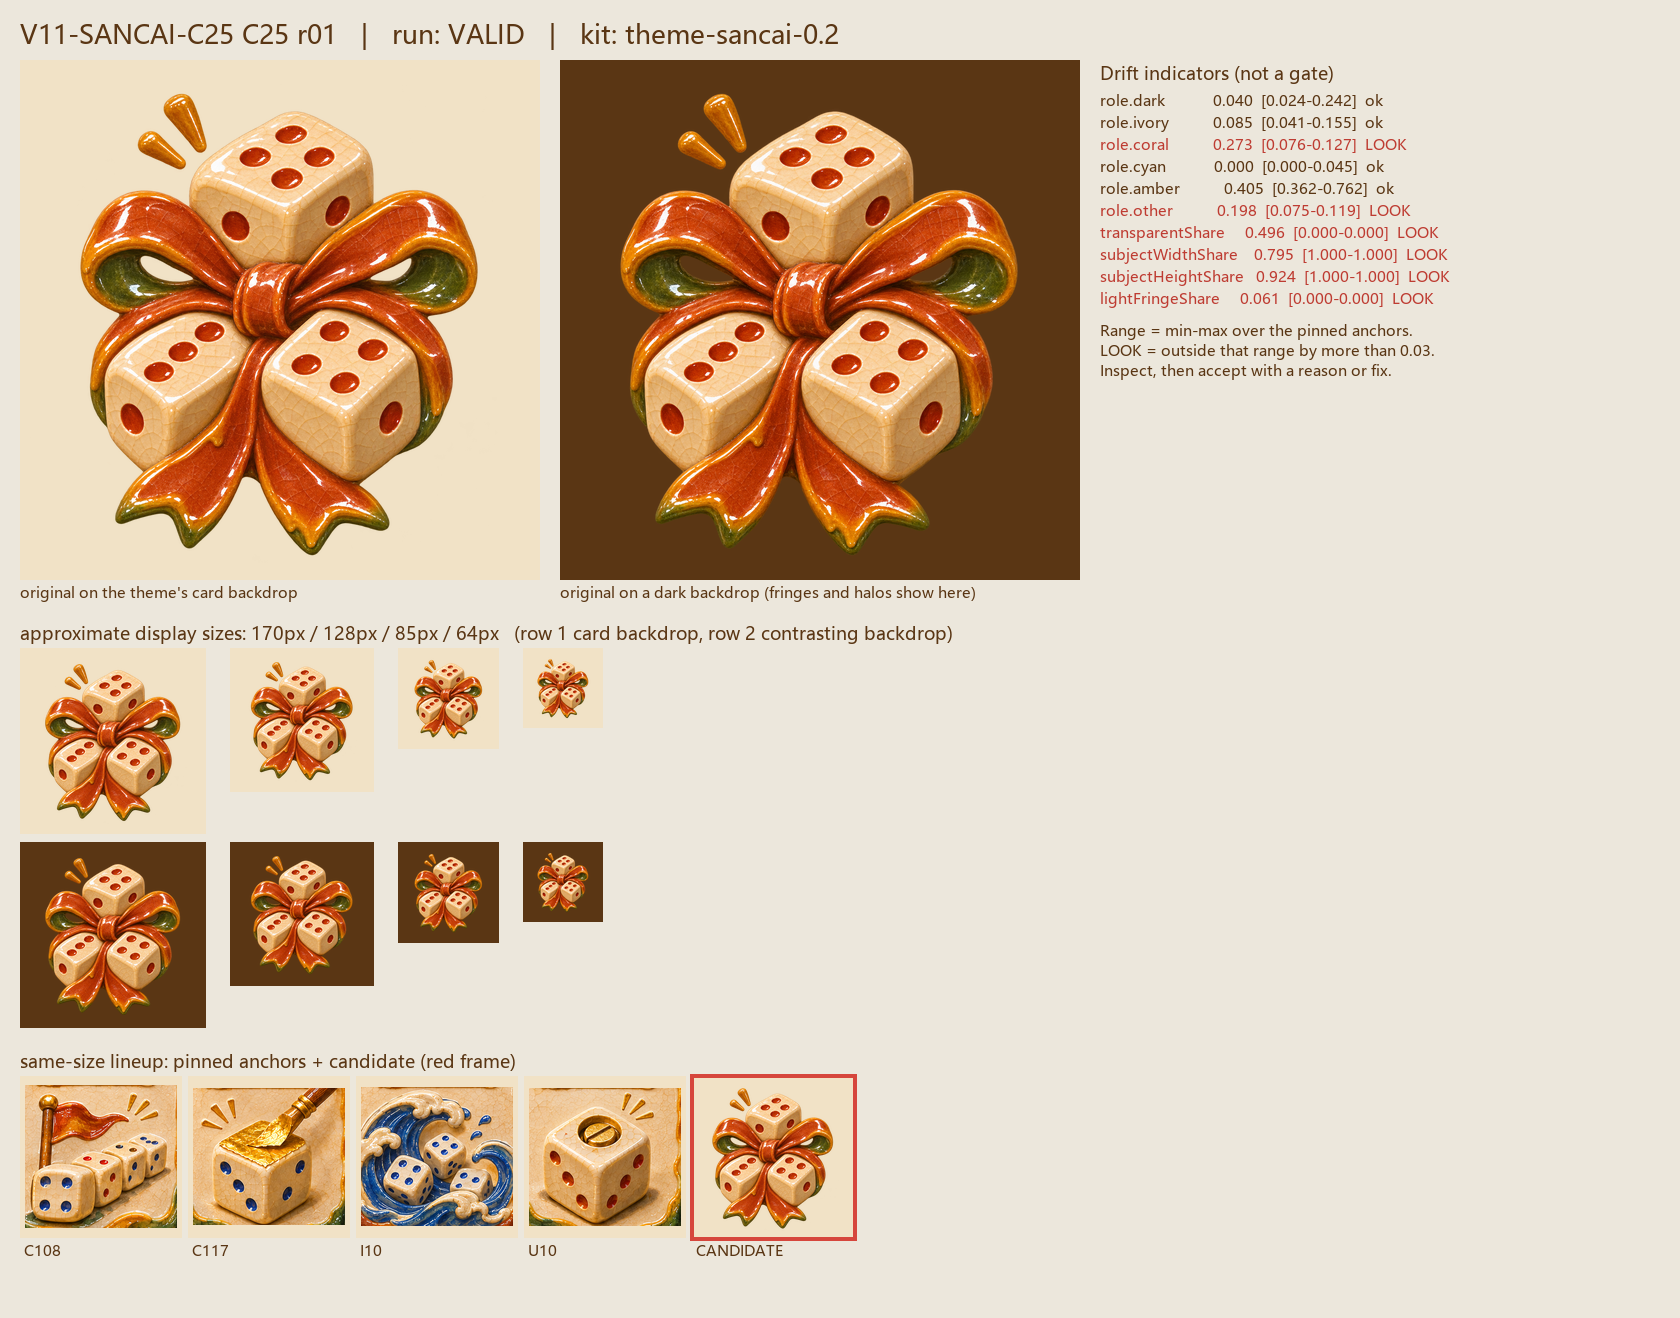 V11-SANCAI-C25 C25 r01 | run: VALID | kit: theme-sancai-0.2
Drift indicators (not a gate)
role.dark 0.040 [0.024-0.242] ok
role.ivory 0.085 [0.041-0.155] ok
role.coral 0.273 [0.076-0.127] LOOK
role.cyan 0.000 [0.000-0.045] ok
role.amber 0.405 [0.362-0.762] ok
role.other 0.198 [0.075-0.119] LOOK
transparentShare 0.496 [0.000-0.000] LOOK
subjectWidthShare 0.795 [1.000-1.000] LOOK
subjectHeightShare 0.924 [1.000-1.000] LOOK
lightFringeShare 0.061 [0.000-0.000] LOOK
Range = min-max over the pinned anchors.
LOOK = outside that range by more than 0.03.
Inspect, then accept with a reason or fix.
original on the theme's card backdrop
original on a dark backdrop (fringes and halos show here)
approximate display sizes: 170px / 128px / 85px / 64px (row 1 card backdrop, row 2 contrasting backdrop)
same-size lineup: pinned anchors + candidate (red frame)
C108
C117
I10
U10
CANDIDATE